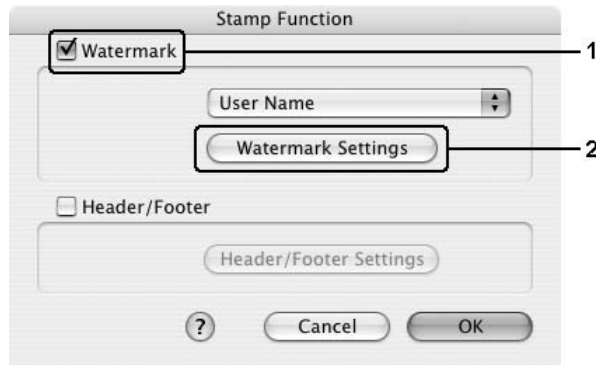 Stamp Function
Watermark 1
User Name
Watermark Settings 2
Header/Footer
Header/Footer Settings
? Cancel OK